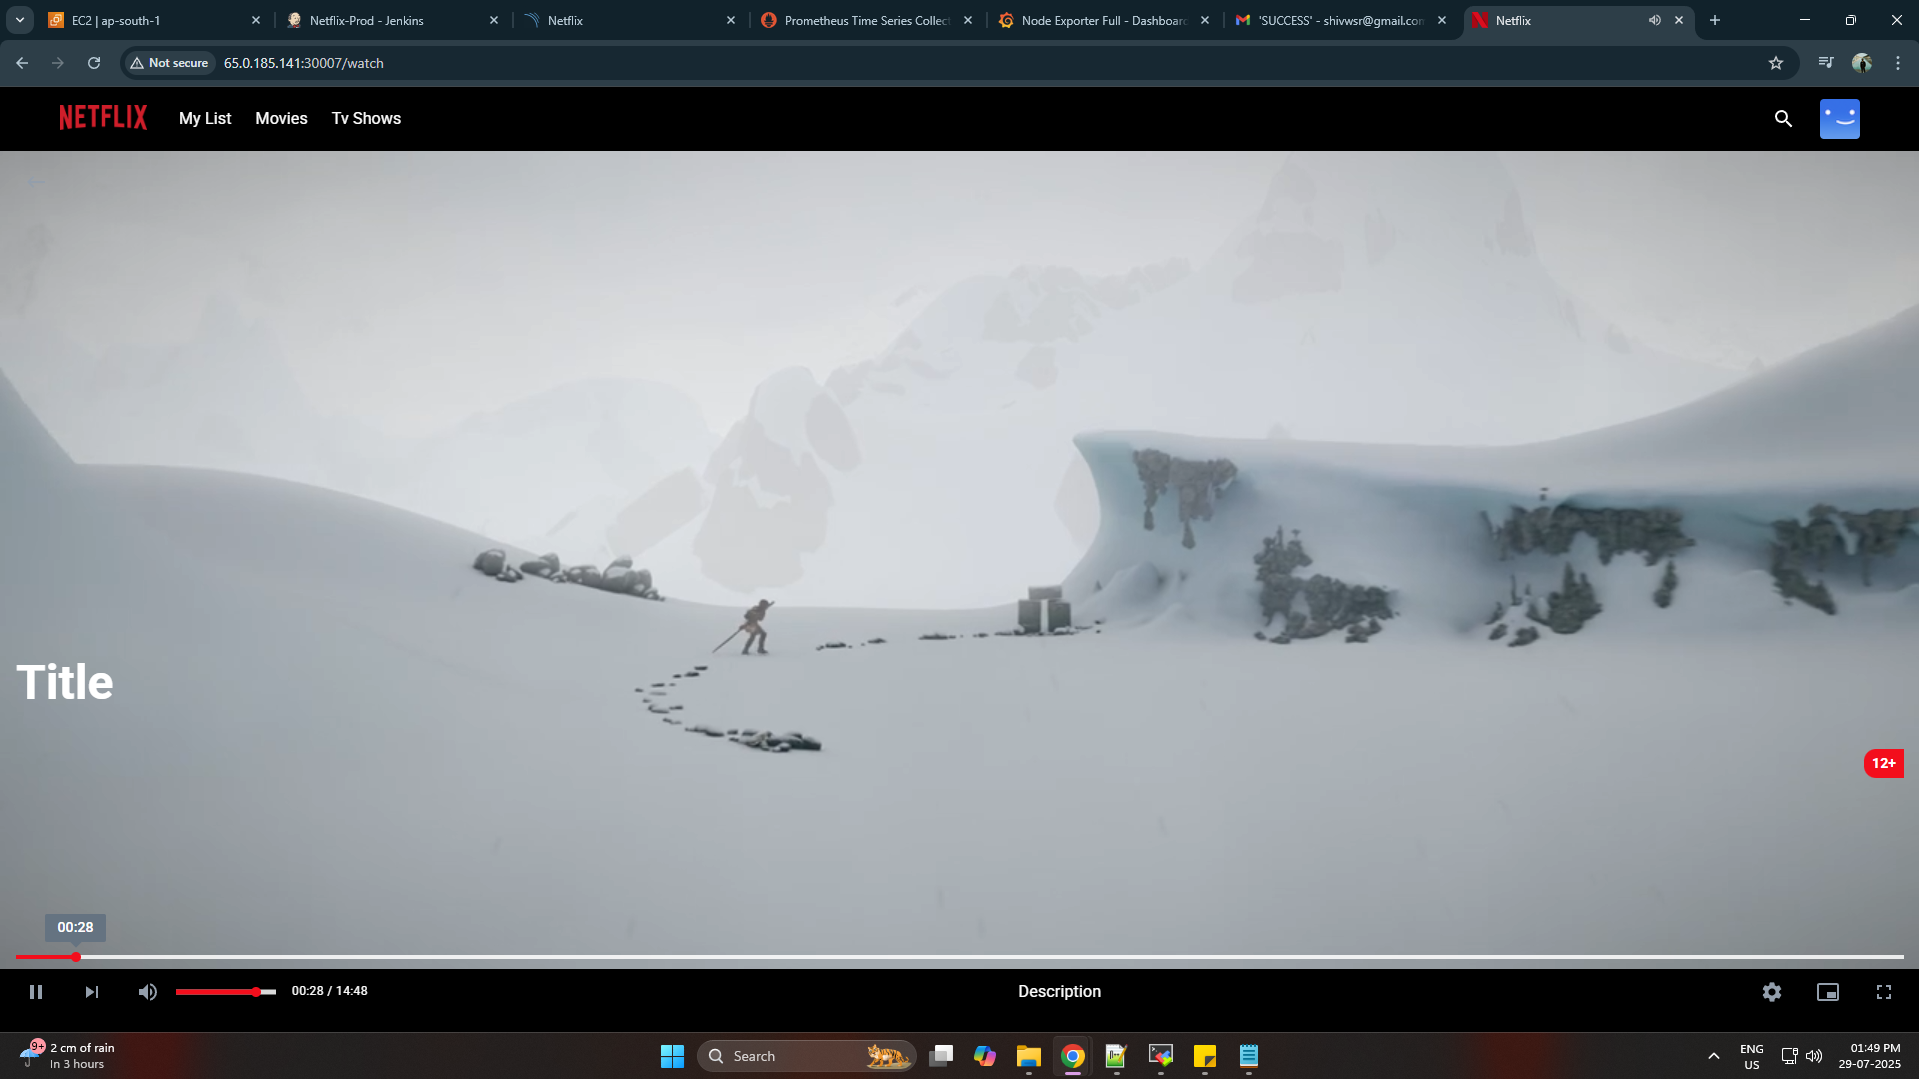 EC2 | ap-south-1
Netflix-Prod - Jenkins
Netflix
Prometheus Time Series Collect
Node Exporter Full - Dashboard
'SUCCESS' - shivwsr@gmail.com
Netflix
Not secure
65.0.185.141:30007/watch
NETFLIX
My List
Movies
Tv Shows
Title
12+
00:28
00:28 / 14:48
Description
9+
2 cm of rain
In 3 hours
Search
ENG
US
01:49 PM
29-07-2025